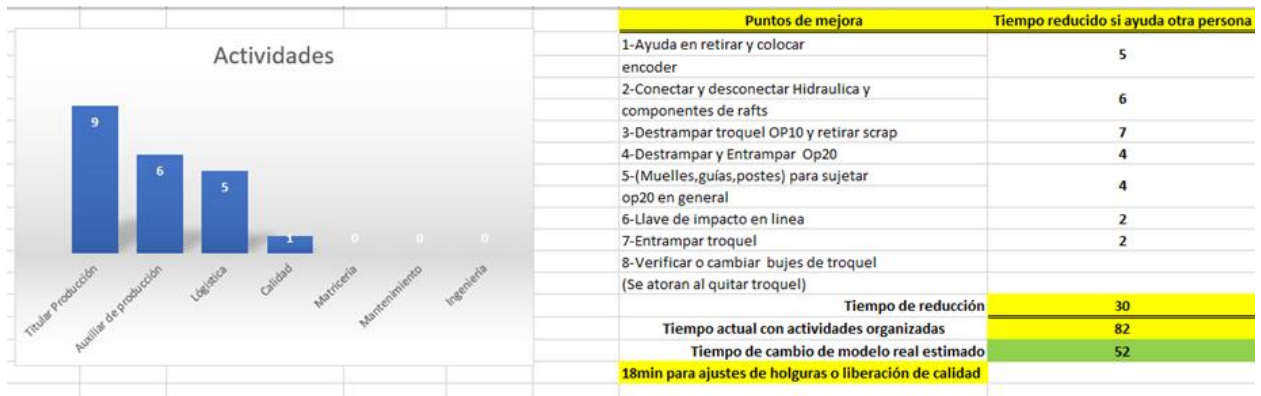 Actividades
9
6
5
1
0
0
0
Titular Producción
Auxiliar de producción
Lógistica
Calidad
Matricería
Mantenimiento
Ingeniería
Puntos de mejora Tiempo reducido si ayuda otra persona
1-Ayuda en retirar y colocar
encoder
5
2-Conectar y desconectar Hidraulica y
componentes de rafts
6
3-Destrampar troquel OP10 y retirar scrap 7
4-Destrampar y Entrampar Op20 4
5-(Muelles,guías,postes) para sujetar
op20 en general
4
6-Llave de impacto en linea 2
7-Entrampar troquel 2
8-Verificar o cambiar bujes de troquel
(Se atoran al quitar troquel)
Tiempo de reducción 30
Tiempo actual con actividades organizadas 82
Tiempo de cambio de modelo real estimado 52
18min para ajustes de holguras o liberación de calidad